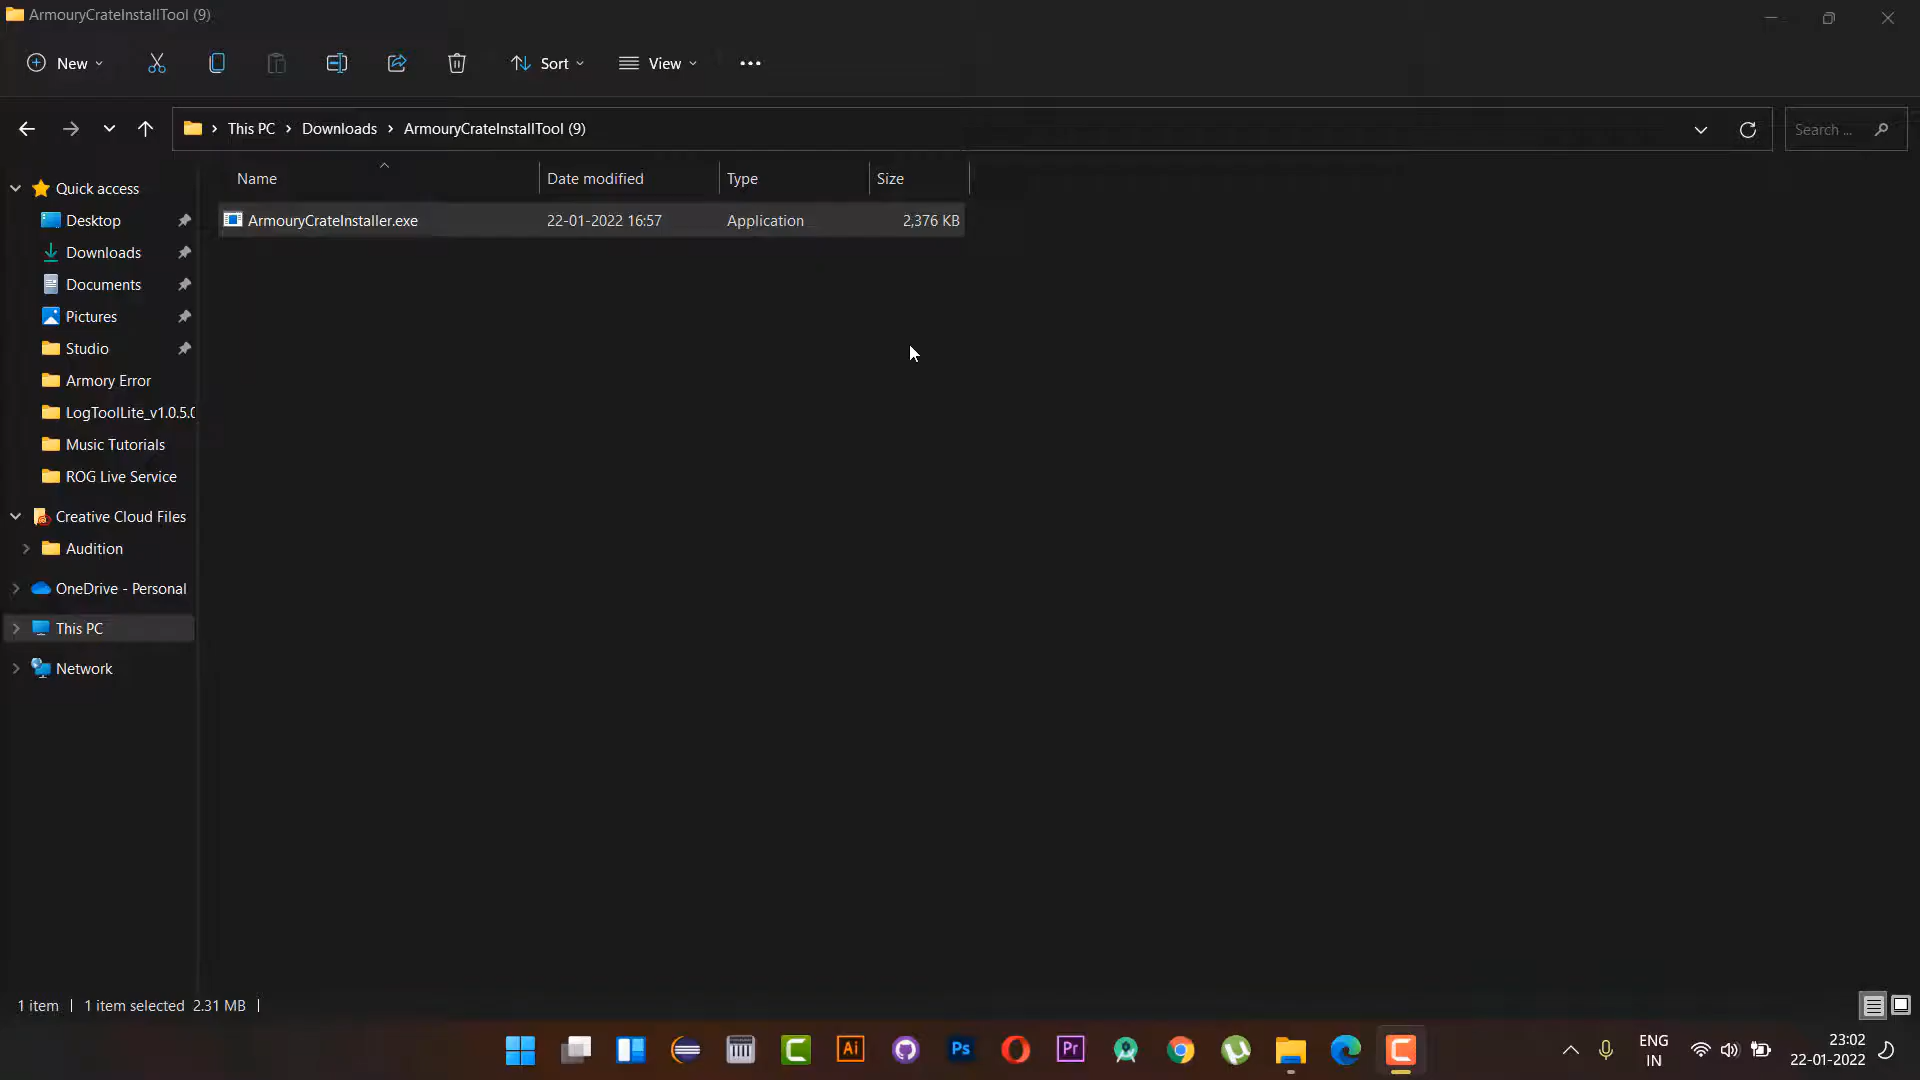 ArmouryCrateInstallTool (9)
New
Sort
View
This PC
Downloads
ArmouryCrateInstallTool (9)
Search ...
Name
Date modified
Type
Size
ArmouryCrateInstaller.exe
22-01-2022 16:57
Application
2,376 KB
Quick access
Desktop
Downloads
Documents
Pictures
Studio
Armory Error
LogToolLite_v1.0.5.0
Music Tutorials
ROG Live Service
Creative Cloud Files
Audition
OneDrive - Personal
This PC
Network
1 item
1 item selected 2.31 MB
Ai
Ps
Pr
ENG
IN
23:02
22-01-2022